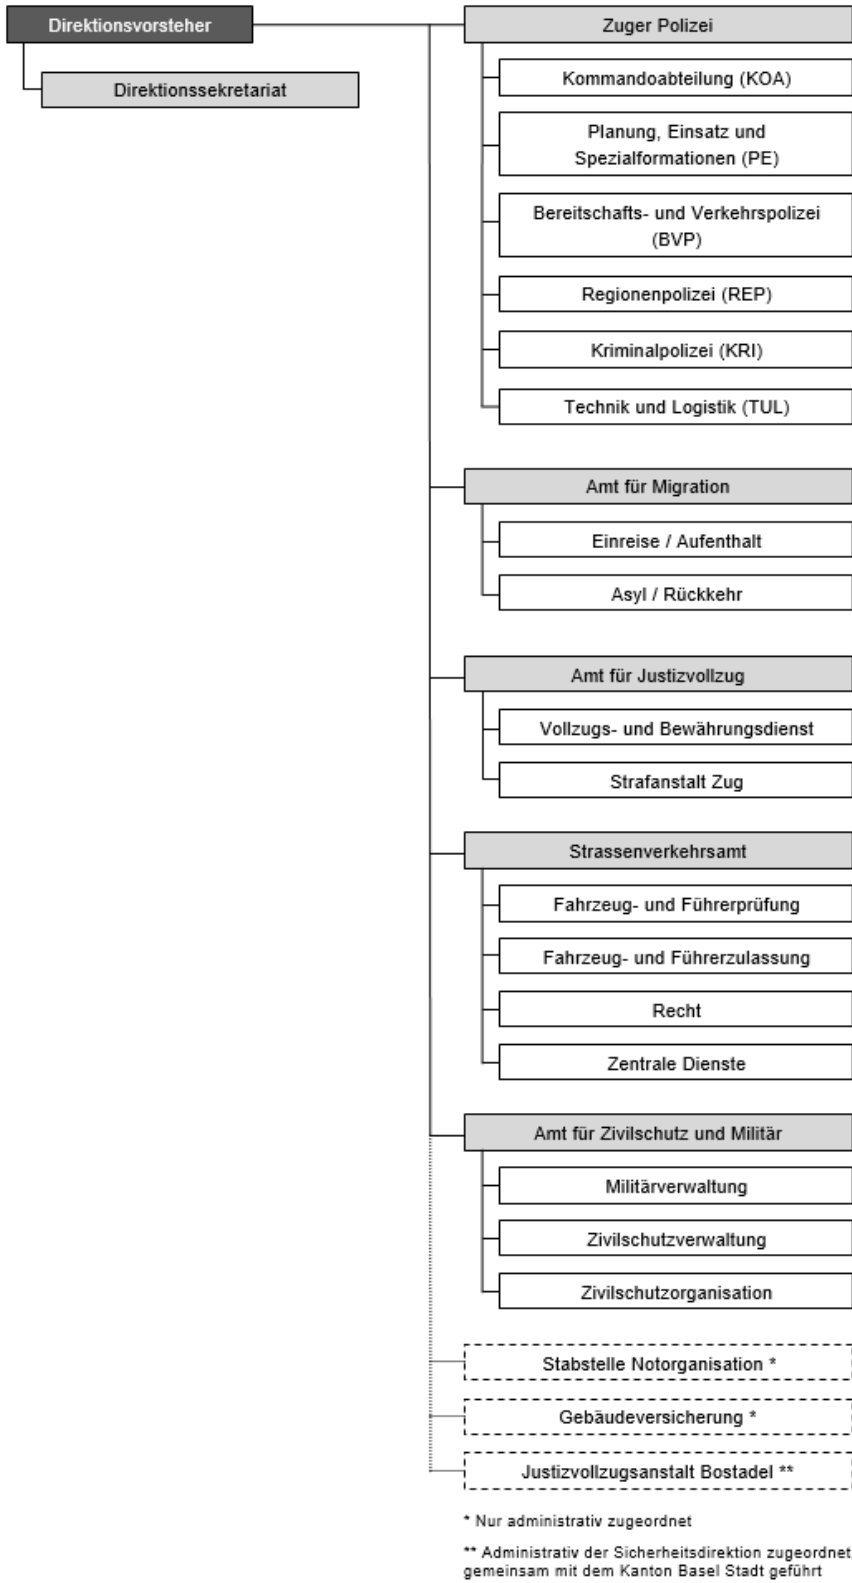 Direktionsvorsteher
Direktionssekretariat
Zuger Polizei
Kommandoabteilung (KOA)
Planung, Einsatz und
Spezialformationen (PE)
Bereitschafts- und Verkehrspolizei
(BVP)
Regionenpolizei (REP)
Kriminalpolizei (KRI)
Technik und Logistik (TUL)
Amt für Migration
Einreise / Aufenthalt
Asyl / Rückkehr
Amt für Justizvollzug
Vollzugs- und Bewährungsdienst
Strafanstalt Zug
Strassenverkehrsamt
Fahrzeug- und Führerprüfung
Fahrzeug- und Führerzulassung
Recht
Zentrale Dienste
Amt für Zivilschutz und Militär
Militärverwaltung
Zivilschutzverwaltung
Zivilschutzorganisation
Stabstelle Notorganisation *
Gebäudeversicherung *
Justizvollzugsanstalt Bostadel **
* Nur administrativ zugeordnet
** Administrativ der Sicherheitsdirektion zugeordnet
gemeinsam mit dem Kanton Basel Stadt geführt